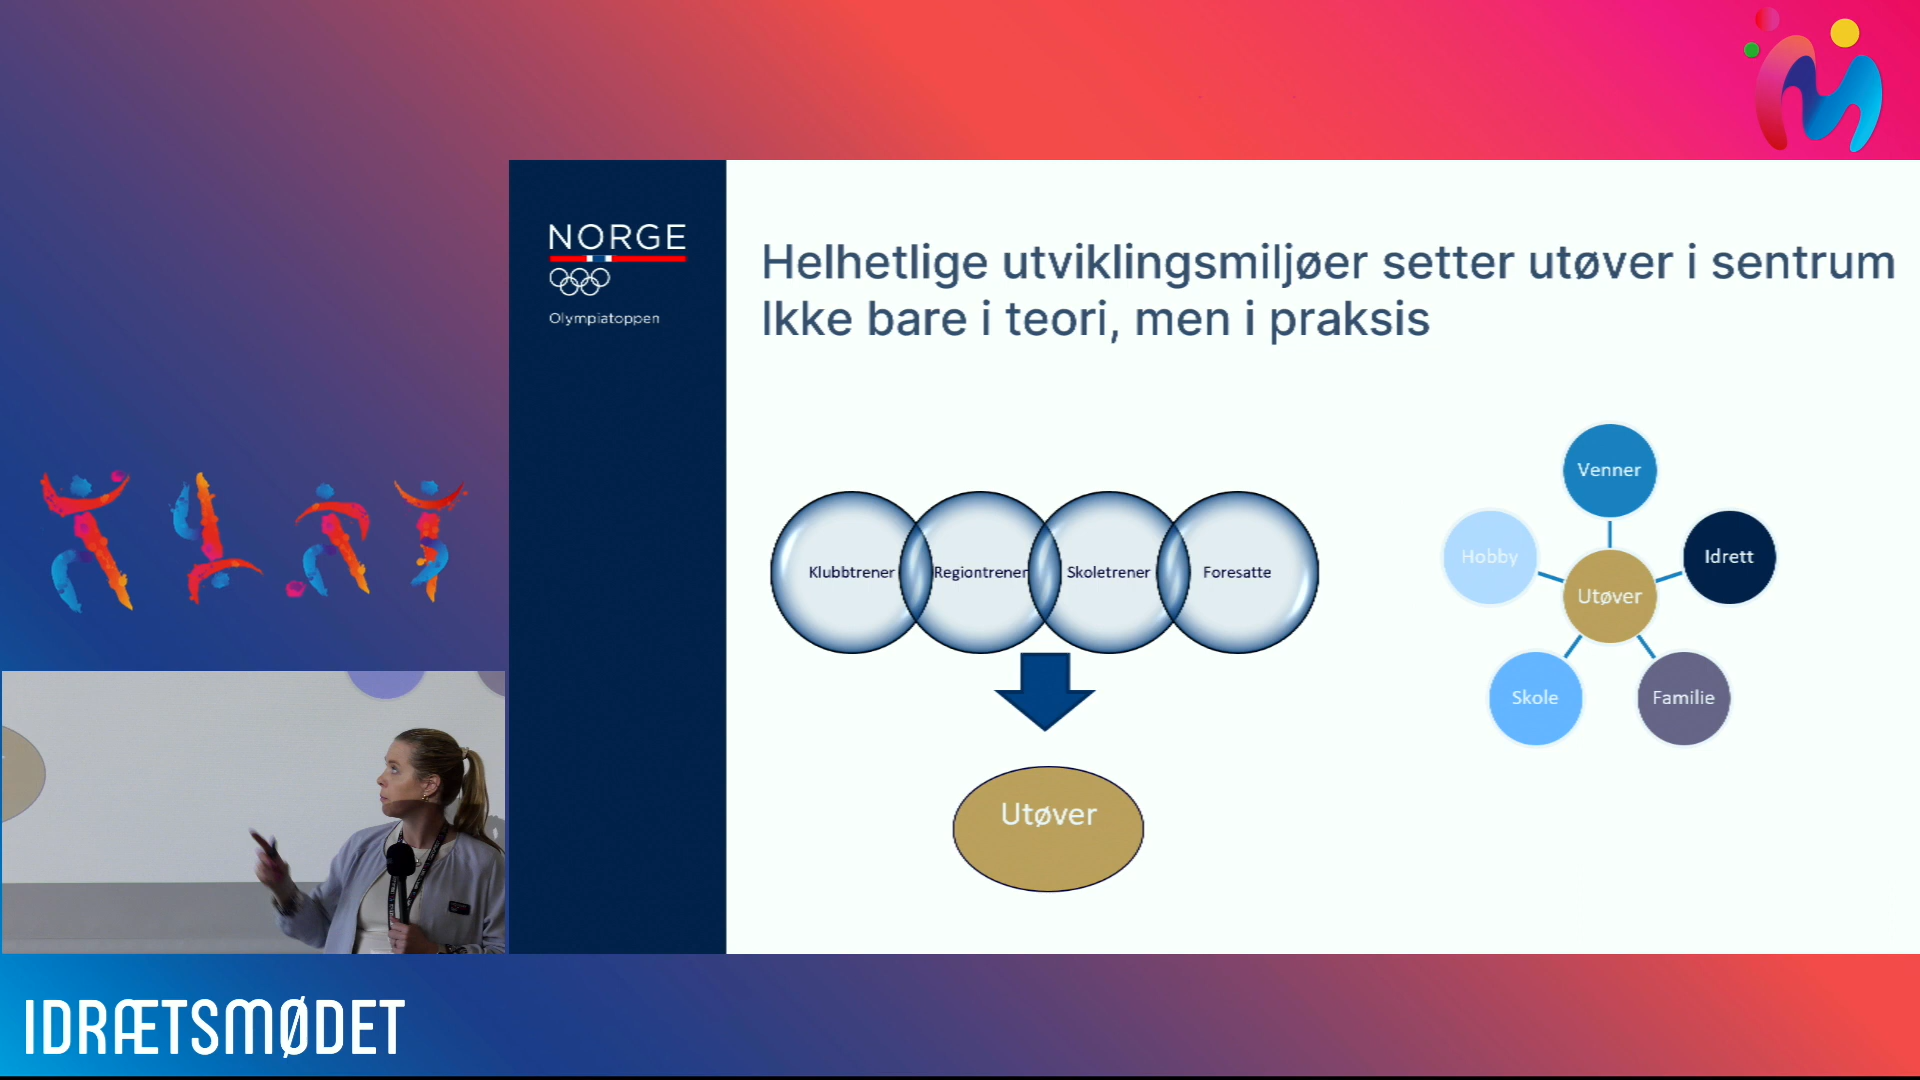 NORGE
Olympiatoppen
Helhetlige utviklingsmiljøer setter utøver i sentrum
Ikke bare i teori, men i praksis
Klubbtrener
Regiontrener
Skoletrener
Foresatte
Utøver
Venner
Hobby
Idrett
Utøver
Skole
Familie
IDRÆTSMØDET